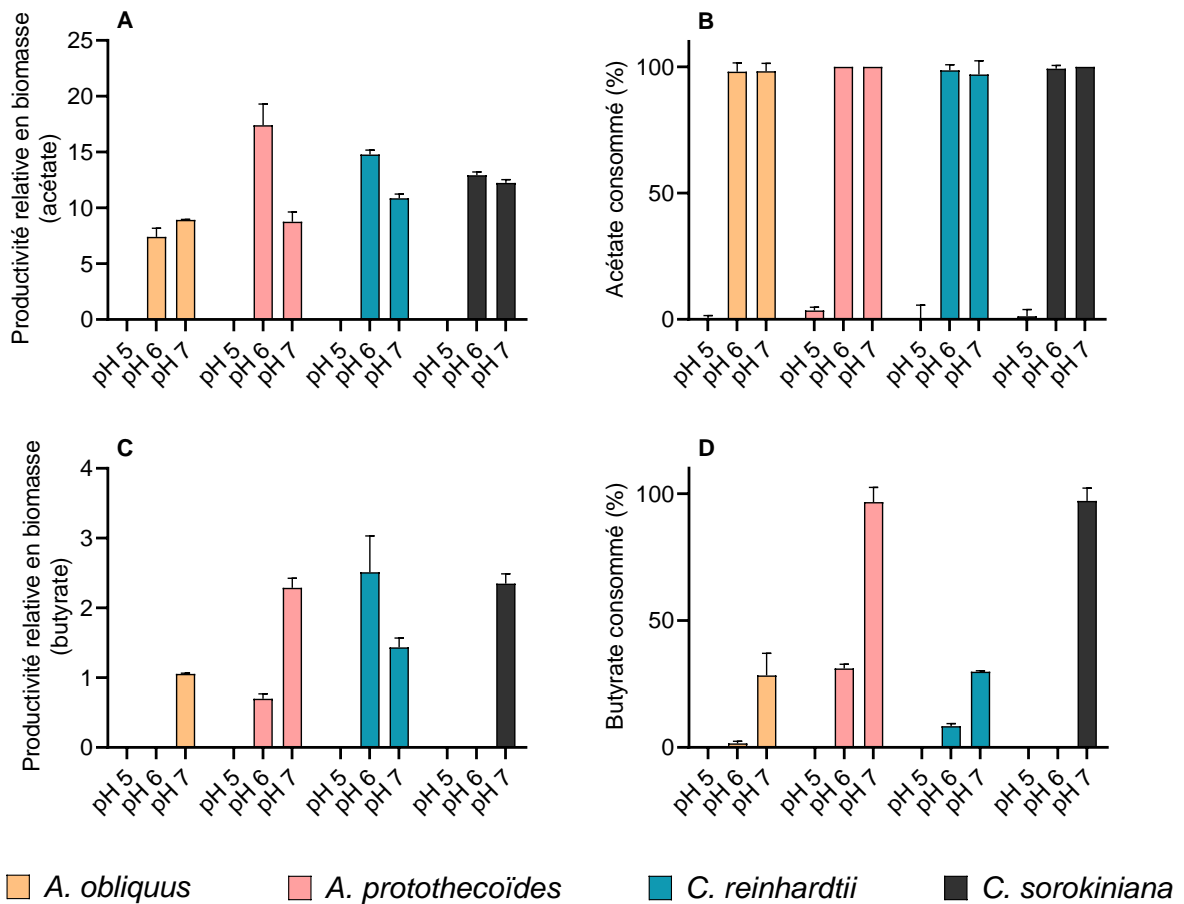 A
Productivité relative en biomasse
(acétate)
25
20
15
10
5
0
pH 5
pH 6
pH 7
pH 5
pH 6
pH 7
pH 5
pH 6
pH 7
pH 5
pH 6
pH 7
B
Acétate consommé (%)
100
50
0
pH 5
pH 6
pH 7
pH 5
pH 6
pH 7
pH 5
pH 6
pH 7
pH 5
pH 6
pH 7
C
Productivité relative en biomasse
(butyrate)
4
3
2
1
0
pH 5
pH 6
pH 7
pH 5
pH 6
pH 7
pH 5
pH 6
pH 7
pH 5
pH 6
pH 7
D
Butyrate consommé (%)
100
50
0
pH 5
pH 6
pH 7
pH 5
pH 6
pH 7
pH 5
pH 6
pH 7
pH 5
pH 6
pH 7
A. obliquus
A. protothecoïdes
C. reinhardtii
C. sorokiniana